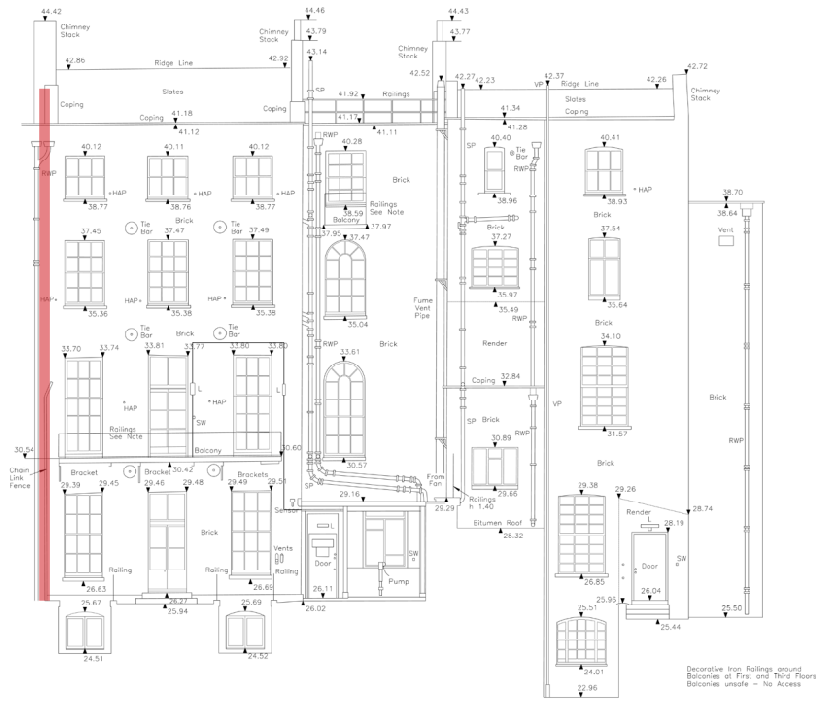 44.42
44.46
44.43
Chimney
Stack
43.79
Chimney
Stack
43.77
43.14
Chimney
Stack
42.86
Ridge Line
42.92
42.52
42.27
42.23
VP
42.37
Ridge Line
42.26
42.72
Chimney
Stack
Slates
SP
41.92
Railings
Slates
Coping
Coping
Coping
41.34
41.28
41.18
Coping
41.12
41.17
41.11
RWP
RWP
40.12
40.11
40.12
40.28
SP
40.40
Tie
Bar
RWP
40.41
HAP
HAP
Brick
HAP
38.77
38.76
38.77
Railings
See Note
38.59
Balcony
38.96
38.93
38.70
38.64
Tie
Bar
Brick
Tie
Bar
37.95
37.97
Brick
Brick
Vent
37.45
37.47
37.49
37.47
37.27
HAP
HAP
HAP
35.36
35.38
35.38
35.04
35.49
35.64
Fume
Vent
Pipe
RWP
Brick
Tie
Bar
Brick
Tie
Bar
RWP
Brick
Render
34.10
33.70
33.74
33.81
33.77
33.80
33.80
33.61
L
L
HAP
HAP
SW
32.84
Coping
VP
Brick
Railings
See Note
SP
Brick
RWP
RWP
31.57
30.54
Balcony
30.60
30.89
Chain
Link
Fence
Bracket
Bracket
30.42
Brackets
30.57
From
Fan
Brick
29.39
29.45
29.46
29.48
29.49
29.51
SP
29.16
29.29
Railings
h 1.40
29.66
29.38
29.26
Sensor
Bitumen Roof
28.32
Render
L
28.19
28.74
Brick
L
Vents
Door
SW
Door
SW
Railing
Railing
Pump
26.63
26.27
26.69
26.11
26.85
26.04
25.67
25.94
25.69
26.02
25.51
25.95
25.44
25.50
24.51
24.52
24.01
22.96
Decorative Iron Railings around
Balconies at First and Third Floors
Balconies unsafe - No Access